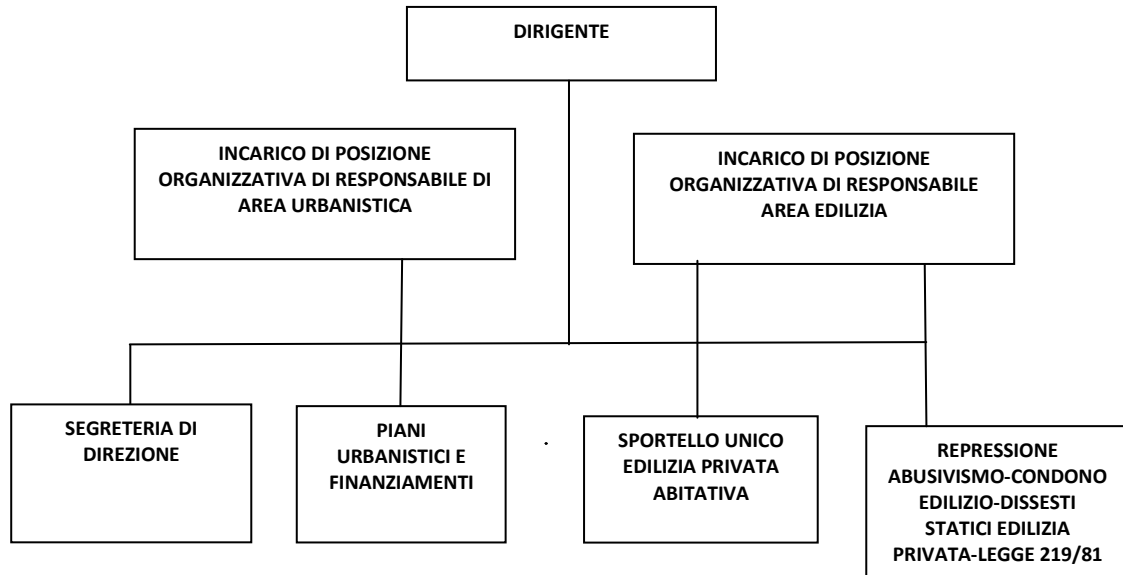 DIRIGENTE
INCARICO DI POSIZIONE
ORGANIZZATIVA DI RESPONSABILE DI
AREA URBANISTICA
INCARICO DI POSIZIONE
ORGANIZZATIVA DI RESPONSABILE
AREA EDILIZIA
SEGRETERIA DI
DIREZIONE
PIANI
URBANISTICI E
FINANZIAMENTI
.
SPORTELLO UNICO
EDILIZIA PRIVATA
ABITATIVA
REPRESSIONE
ABUSIVISMO-CONDONO
EDILIZIO-DISSESTI
STATICI EDILIZIA
PRIVATA-LEGGE 219/81